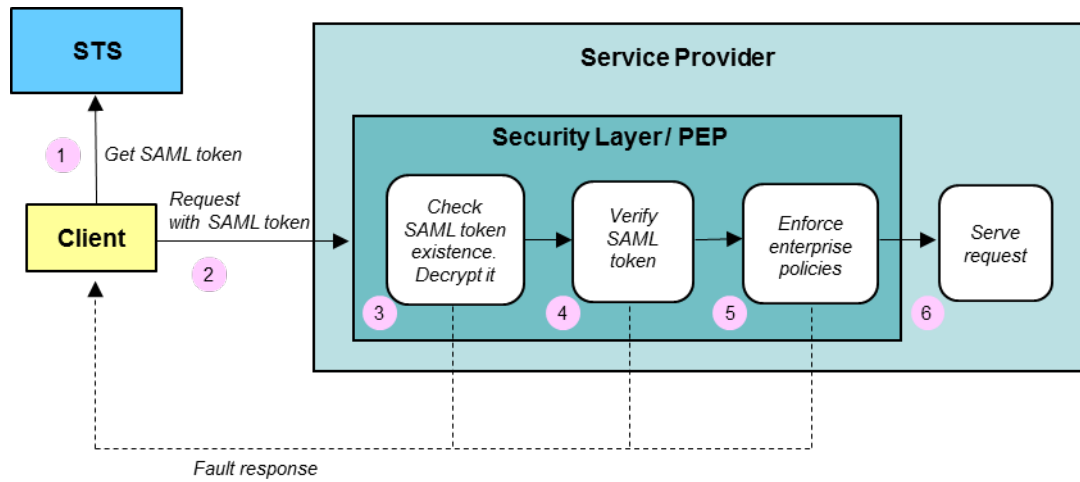 STS
Service Provider
Security Layer / PEP
1
Get SAML token
Request
with SAML token
Client
2
Check
SAML token
existence.
Decrypt it
3
Verify
SAML
token
4
Enforce
enterprise
policies
5
Serve
request
6
Fault response